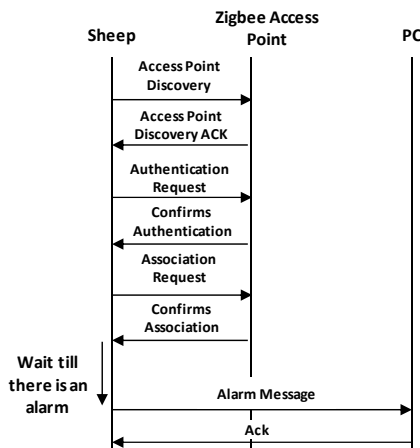 Sheep
Zigbee Access
Point
PC
Access Point
Discovery
Access Point
Discovery ACK
Authentication
Request
Confirms
Authentication
Association
Request
Confirms
Association
Wait till
there is an
alarm
Alarm Message
Ack